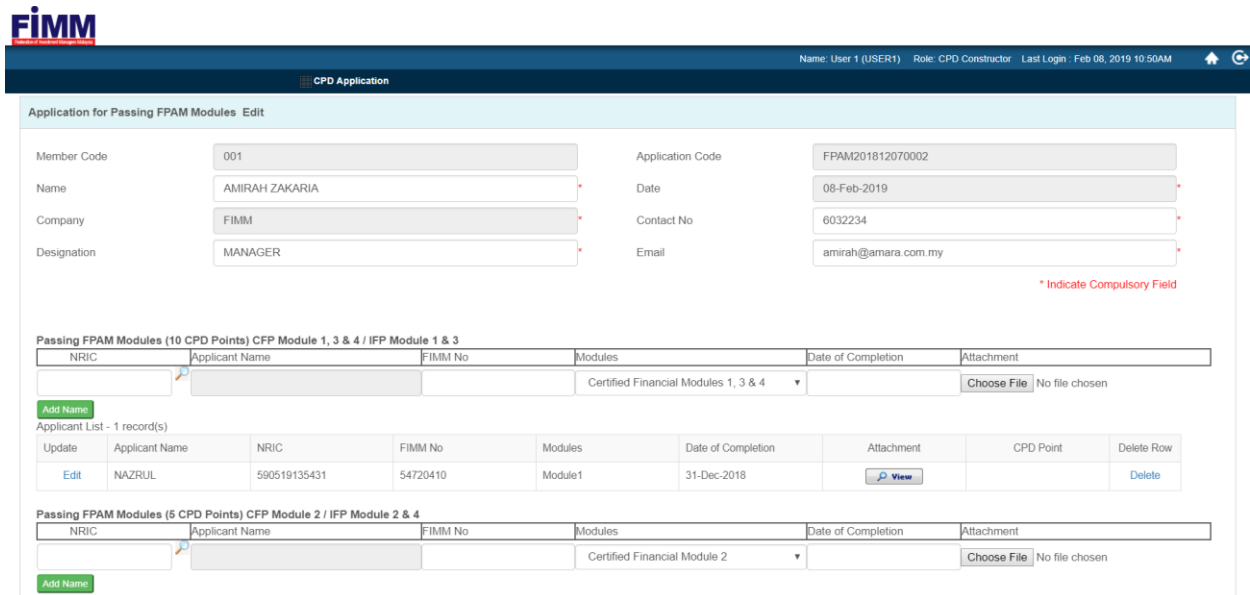 FiMM
Federation of Investment Managers Malaysia
Name: User 1 (USER1) Role: CPD Constructor Last Login : Feb 08, 2019 10:50AM
CPD Application
Application for Passing FPAM Modules Edit
Member Code 001 Application Code FPAM201812070002
Name AMIRAH ZAKARIA * Date 08-Feb-2019 *
Company FIMM * Contact No 6032234 *
Designation MANAGER * Email amirah@amara.com.my *
* Indicate Compulsory Field
Passing FPAM Modules (10 CPD Points) CFP Module 1, 3 & 4 / IFP Module 1 & 3
NRIC Applicant Name FIMM No Modules Date of Completion Attachment
Certified Financial Modules 1, 3 & 4 Choose File No file chosen
Add Name
Applicant List - 1 record(s)
Update Applicant Name NRIC FIMM No Modules Date of Completion Attachment CPD Point Delete Row
Edit NAZRUL 590519135431 54720410 Module1 31-Dec-2018 View Delete
Passing FPAM Modules (5 CPD Points) CFP Module 2 / IFP Module 2 & 4
NRIC Applicant Name FIMM No Modules Date of Completion Attachment
Certified Financial Module 2 Choose File No file chosen
Add Name